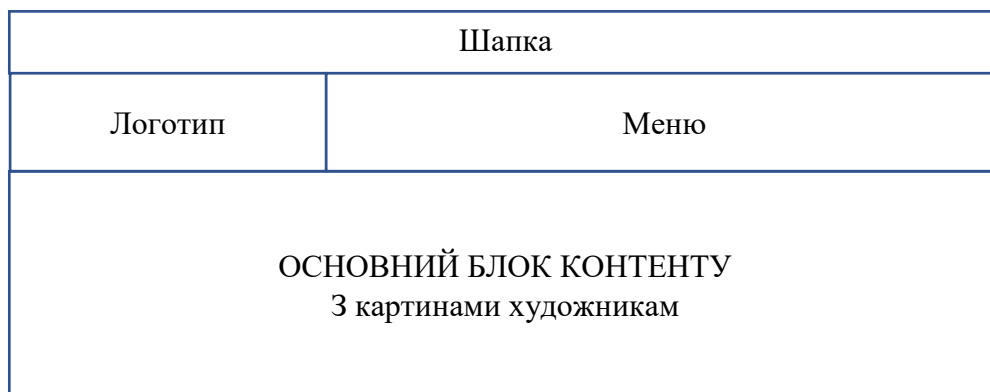 Шапка
Логотип
Меню
ОСНОВНИЙ БЛОК КОНТЕНТУ
З картинами художникам